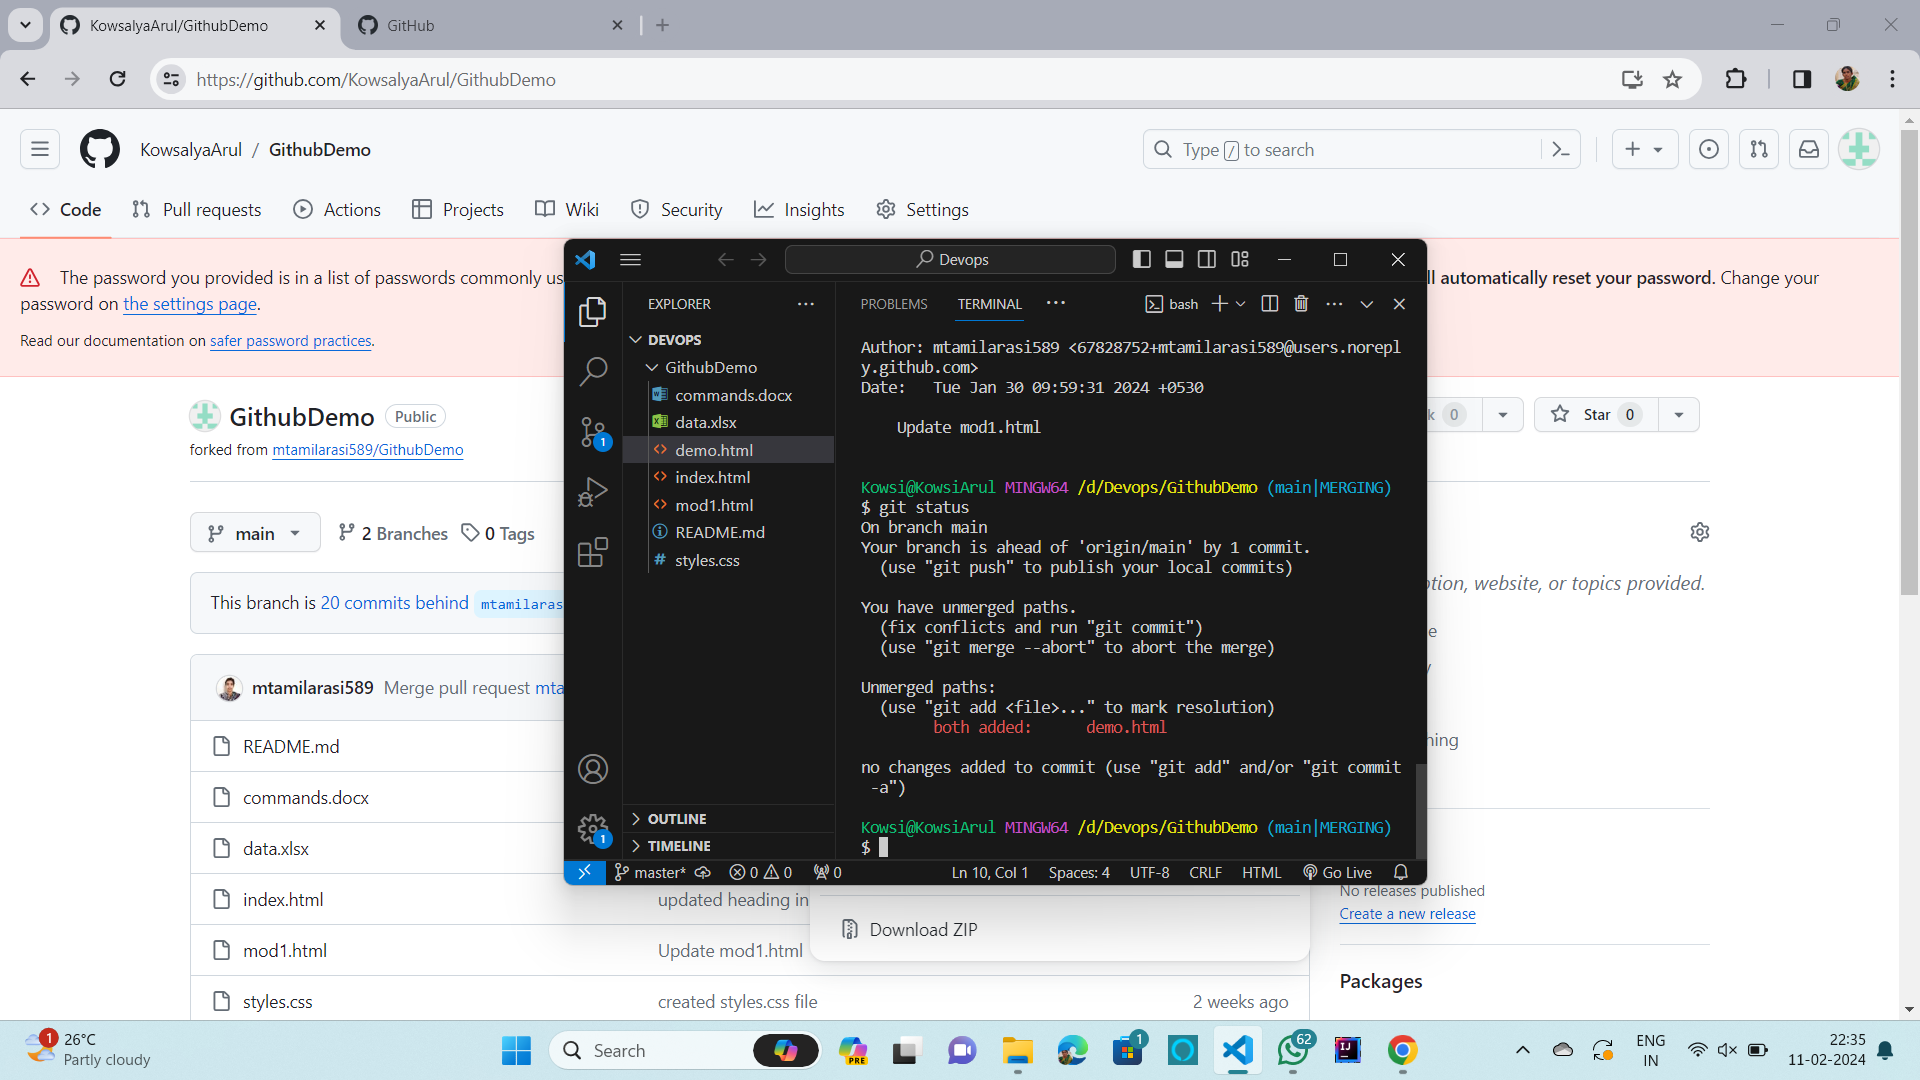 KowsalyaArul/GithubDemo
GitHub
https://github.com/KowsalyaArul/GithubDemo
KowsalyaArul / GithubDemo
Type / to search
Code
Pull requests
Actions
Projects
Wiki
Security
Insights
Settings
The password you provided is in a list of passwords commonly us
ll automatically reset your password. Change your
password on the settings page.
Read our documentation on safer password practices.
GithubDemo
Public
forked from mtamilarasi589/GithubDemo
k 0
Star 0
main
2 Branches
0 Tags
This branch is 20 commits behind mtamilaras
mtamilarasi589 Merge pull request mta
README.md
commands.docx
data.xlsx
index.html
updated heading in
mod1.html
Update mod1.html
styles.css
created styles.css file
2 weeks ago
Download ZIP
ption, website, or topics provided.
e
y
ning
No releases published
Create a new release
Packages
Devops
EXPLORER
DEVOPS
GithubDemo
commands.docx
data.xlsx
demo.html
index.html
mod1.html
README.md
styles.css
OUTLINE
TIMELINE
1
1
PROBLEMS
TERMINAL
bash
Author: mtamilarasi589 <67828752+mtamilarasi589@users.norepl
y.github.com>
Date:   Tue Jan 30 09:59:31 2024 +0530
Update mod1.html
Kowsi@KowsiArul MINGW64 /d/Devops/GithubDemo (main|MERGING)
$ git status
On branch main
Your branch is ahead of 'origin/main' by 1 commit.
(use "git push" to publish your local commits)
You have unmerged paths.
(fix conflicts and run "git commit")
(use "git merge --abort" to abort the merge)
Unmerged paths:
(use "git add <file>..." to mark resolution)
both added:      demo.html
no changes added to commit (use "git add" and/or "git commit
-a")
Kowsi@KowsiArul MINGW64 /d/Devops/GithubDemo (main|MERGING)
$
master*
0
0
0
Ln 10, Col 1
Spaces: 4
UTF-8
CRLF
HTML
Go Live
1
26°C
Partly cloudy
Search
PRE
1
62
IJ
ENG
IN
22:35
11-02-2024